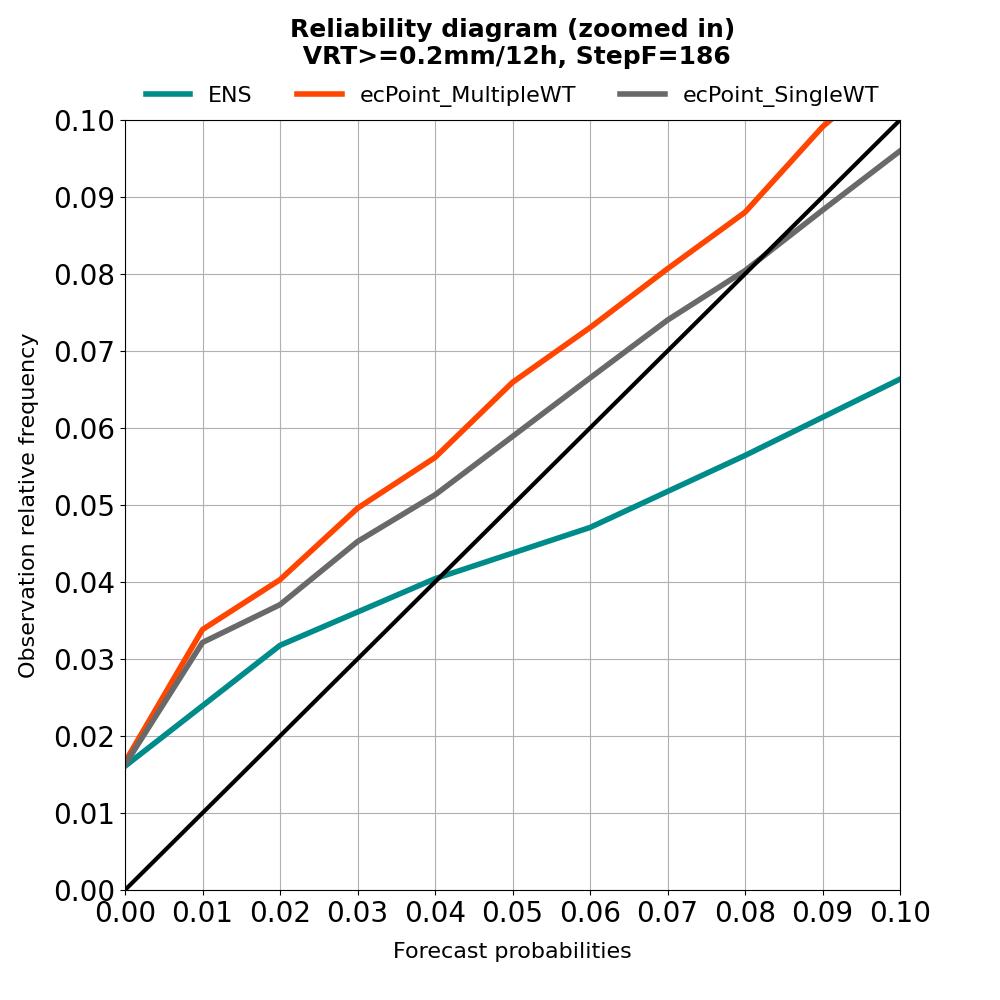 Reliability diagram (zoomed in)
VRT>=0.2mm/12h, StepF=186
ENS
ecPoint_MultipleWT
ecPoint_SingleWT
0.10
0.09
0.08
0.07
0.06
0.05
0.04
0.03
0.02
0.01
0.00
Observation relative frequency
0.00 0.01 0.02 0.03 0.04 0.05 0.06 0.07 0.08 0.09 0.10
Forecast probabilities